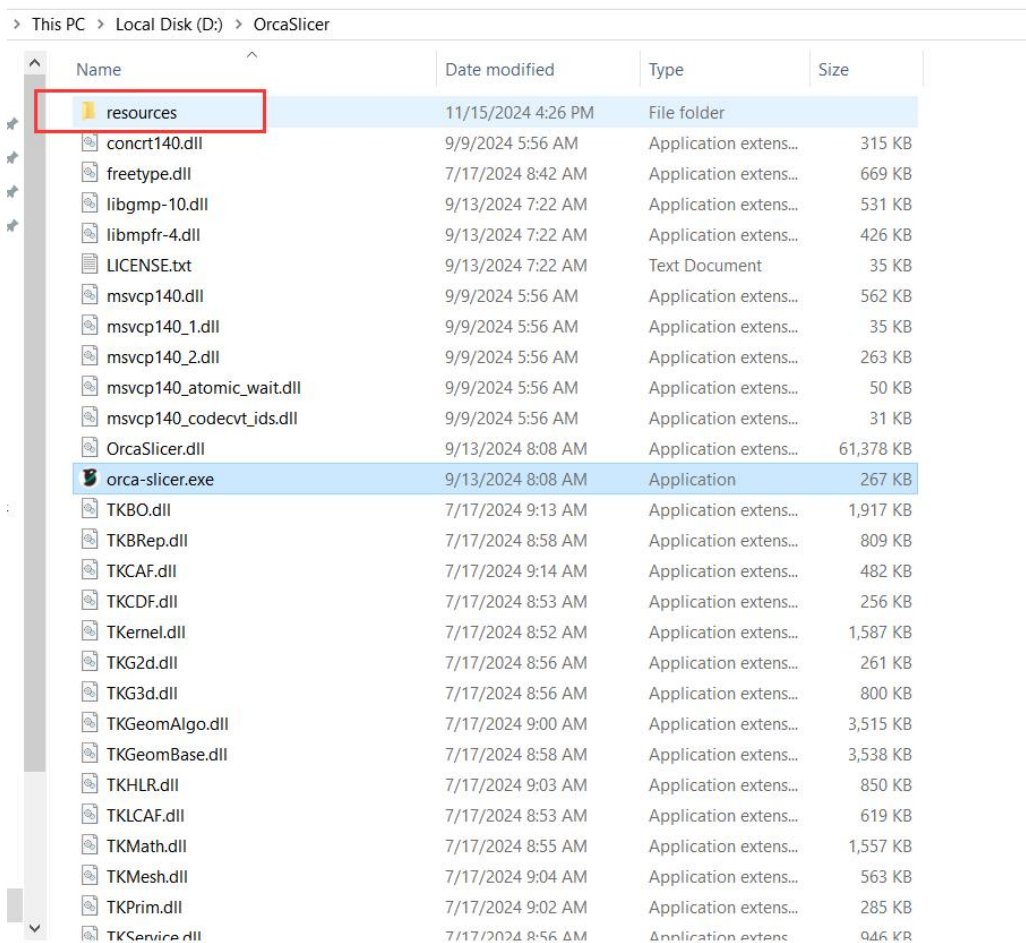 This PC > Local Disk (D:) > OrcaSlicer
Name Date modified Type Size
resources 11/15/2024 4:26 PM File folder
concrt140.dll 9/9/2024 5:56 AM Application extens... 315 KB
freetype.dll 7/17/2024 8:42 AM Application extens... 669 KB
libgmp-10.dll 9/13/2024 7:22 AM Application extens... 531 KB
libmpfr-4.dll 9/13/2024 7:22 AM Application extens... 426 KB
LICENSE.txt 9/13/2024 7:22 AM Text Document 35 KB
msvcp140.dll 9/9/2024 5:56 AM Application extens... 562 KB
msvcp140_1.dll 9/9/2024 5:56 AM Application extens... 35 KB
msvcp140_2.dll 9/9/2024 5:56 AM Application extens... 263 KB
msvcp140_atomic_wait.dll 9/9/2024 5:56 AM Application extens... 50 KB
msvcp140_codecvt_ids.dll 9/9/2024 5:56 AM Application extens... 31 KB
OrcaSlicer.dll 9/13/2024 8:08 AM Application extens... 61,378 KB
orca-slicer.exe 9/13/2024 8:08 AM Application 267 KB
TKBO.dll 7/17/2024 9:13 AM Application extens... 1,917 KB
TKBRep.dll 7/17/2024 8:58 AM Application extens... 809 KB
TKCAF.dll 7/17/2024 9:14 AM Application extens... 482 KB
TKCDF.dll 7/17/2024 8:53 AM Application extens... 256 KB
TKernel.dll 7/17/2024 8:52 AM Application extens... 1,587 KB
TKG2d.dll 7/17/2024 8:56 AM Application extens... 261 KB
TKG3d.dll 7/17/2024 8:56 AM Application extens... 800 KB
TKGeomAlgo.dll 7/17/2024 9:00 AM Application extens... 3,515 KB
TKGeomBase.dll 7/17/2024 8:58 AM Application extens... 3,538 KB
TKHLR.dll 7/17/2024 9:03 AM Application extens... 850 KB
TKLCAF.dll 7/17/2024 8:53 AM Application extens... 619 KB
TKMath.dll 7/17/2024 8:55 AM Application extens... 1,557 KB
TKMesh.dll 7/17/2024 9:04 AM Application extens... 563 KB
TKPrim.dll 7/17/2024 9:02 AM Application extens... 285 KB
TKService.dll 7/17/2024 8:56 AM Application extens... 946 KB